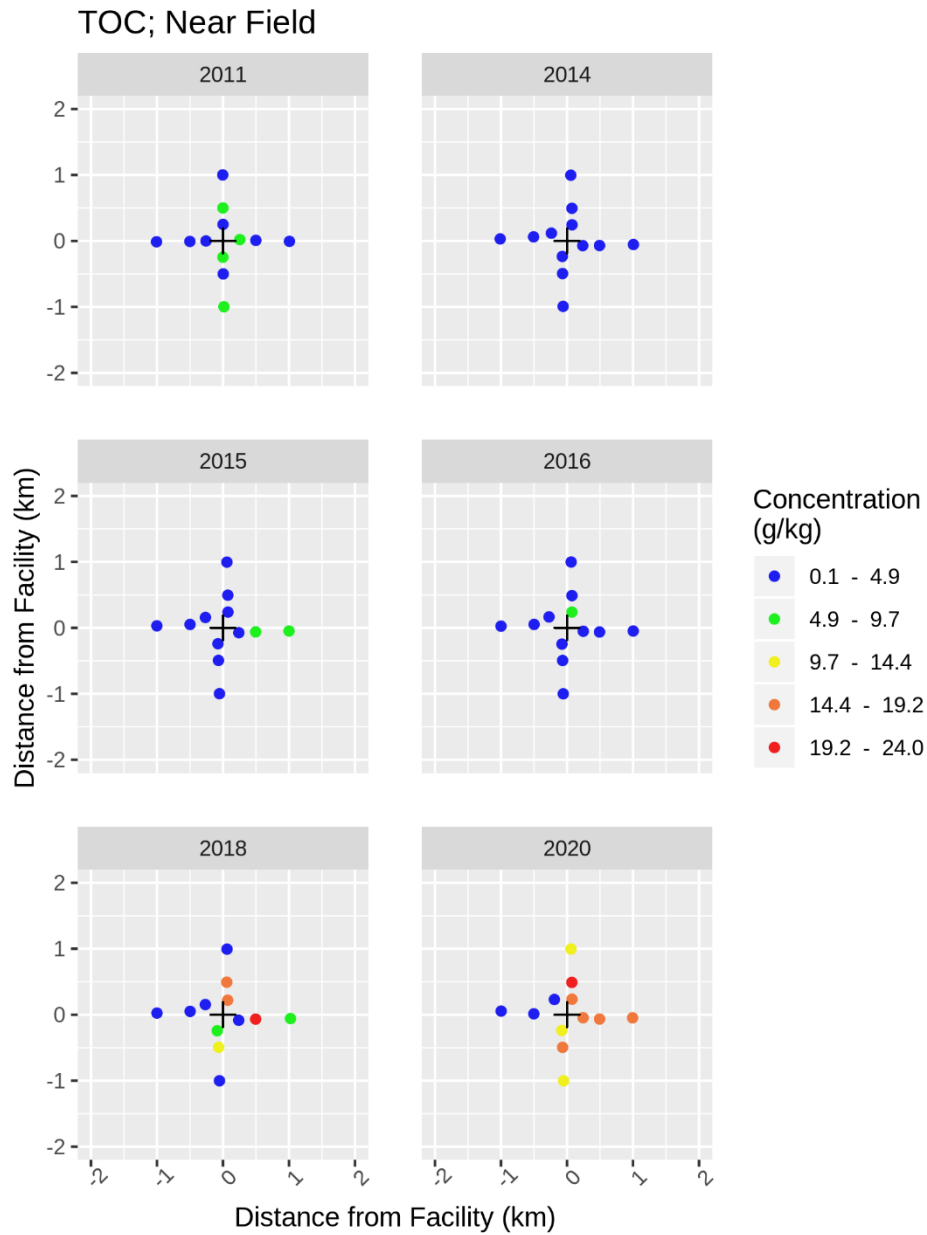 TOC; Near Field
2011
2014
2
1
0
-1
-2
2015
2016
2
1
0
-1
-2
2018
2020
2
1
0
-1
-2
-2 -1 0 1 2
-2 -1 0 1 2
Distance from Facility (km)
Distance from Facility (km)
Concentration
(g/kg)
0.1 - 4.9
4.9 - 9.7
9.7 - 14.4
14.4 - 19.2
19.2 - 24.0